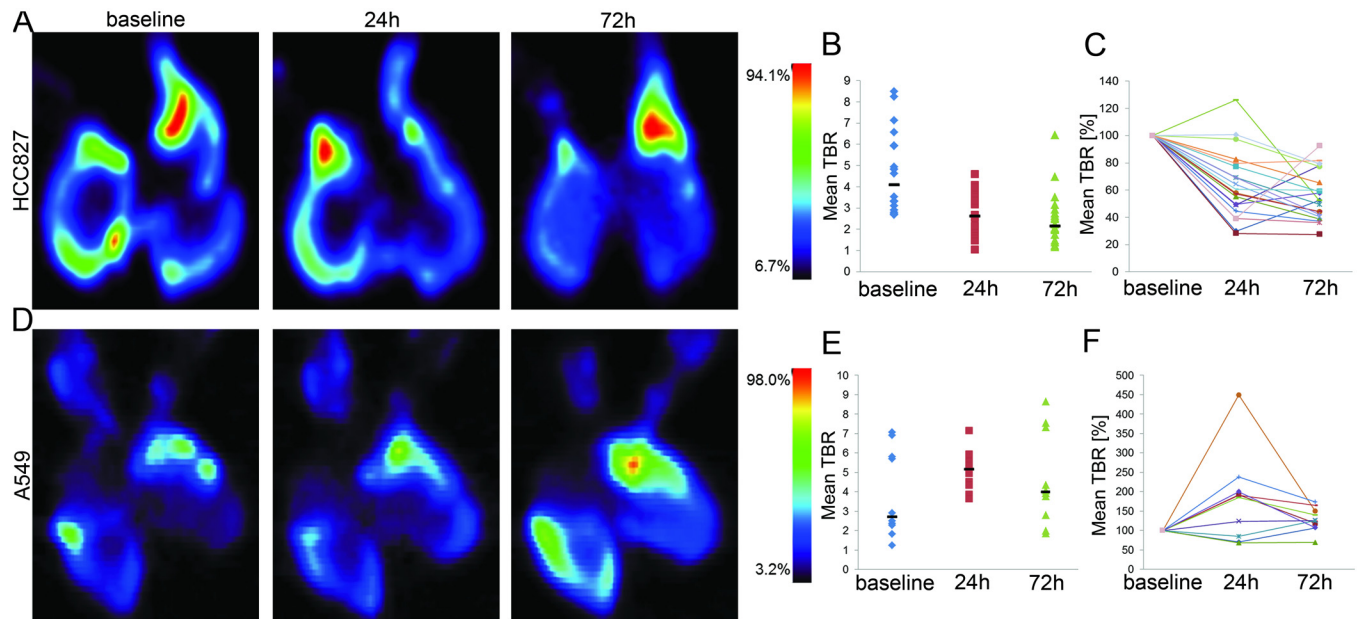 A
baseline
24h
72h
HCC827
94.1%
6.7%
B
Mean TBR
9
8
7
6
5
4
3
2
1
0
baseline
24h
72h
C
Mean TBR [%]
140
120
100
80
60
40
20
0
baseline
24h
72h
D
A549
98.0%
3.2%
E
Mean TBR
10
9
8
7
6
5
4
3
2
1
0
baseline
24h
72h
F
Mean TBR [%]
500
450
400
350
300
250
200
150
100
50
0
baseline
24h
72h